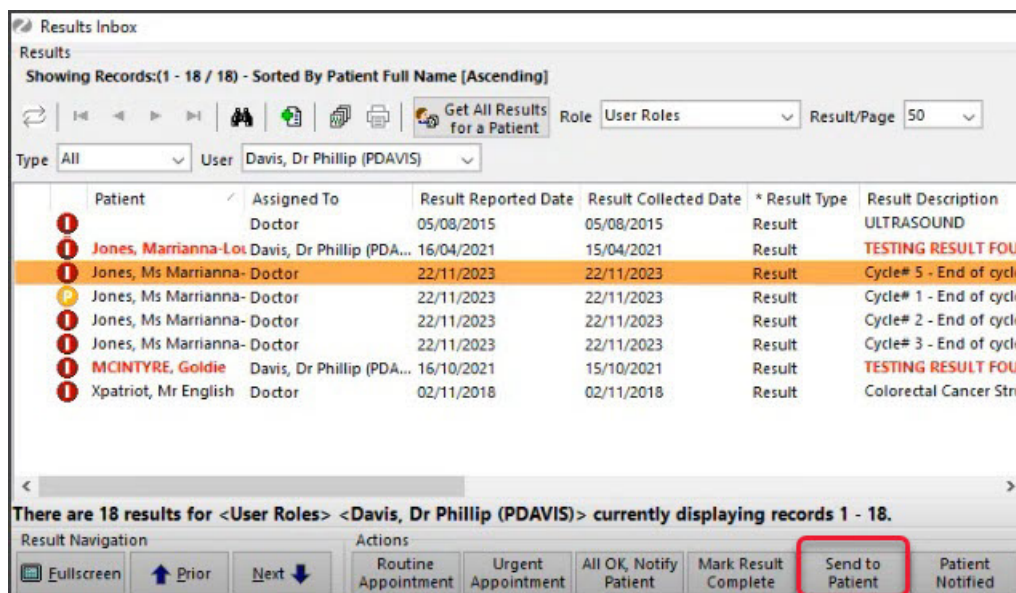 Results Inbox
Results
Showing Records:(1 - 18 / 18) - Sorted By Patient Full Name [Ascending]
Get All Results for a Patient Role User Roles Result/Page 50
Type All User Davis, Dr Phillip (PDAVIS)
Patient Assigned To Result Reported Date Result Collected Date * Result Type Result Description
I Doctor 05/08/2015 05/08/2015 Result ULTRASOUND
I Jones, Marrianna-Lou Davis, Dr Phillip (PDA... 16/04/2021 15/04/2021 Result TESTING RESULT FOU
I Jones, Ms Marrianna- Doctor 22/11/2023 22/11/2023 Result Cycle# 5 - End of cycle
P Jones, Ms Marrianna- Doctor 22/11/2023 22/11/2023 Result Cycle# 1 - End of cycle
I Jones, Ms Marrianna- Doctor 22/11/2023 22/11/2023 Result Cycle# 2 - End of cycle
I Jones, Ms Marrianna- Doctor 22/11/2023 22/11/2023 Result Cycle# 3 - End of cycle
I MCINTYRE, Goldie Davis, Dr Phillip (PDA... 16/10/2021 15/10/2021 Result TESTING RESULT FOU
I Xpatriot, Mr English Doctor 02/11/2018 02/11/2018 Result Colorectal Cancer Str
There are 18 results for <User Roles> <Davis, Dr Phillip (PDAVIS)> currently displaying records 1 - 18.
Result Navigation Actions
Fullscreen Prior Next Routine Appointment Urgent Appointment All OK, Notify Patient Mark Result Complete Send to Patient Patient Notified